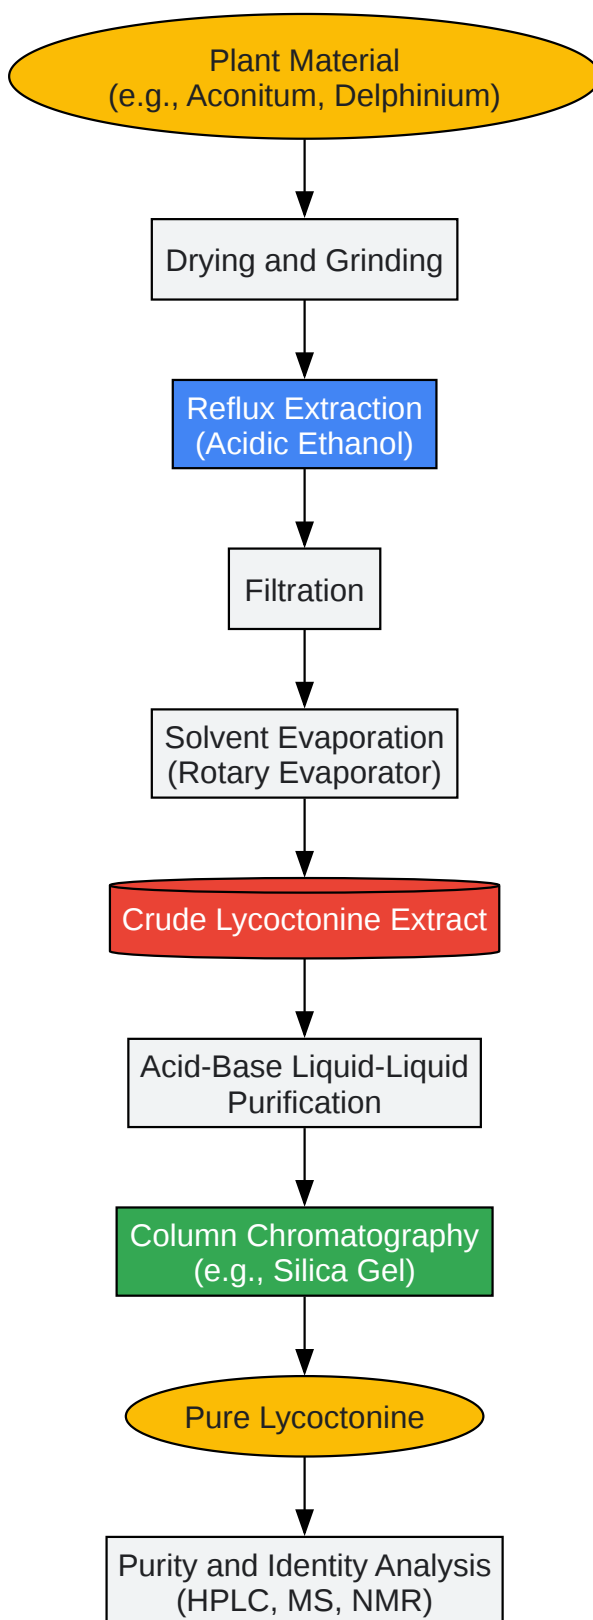 Plant Material
(e.g., Aconitum, Delphinium)
Drying and Grinding
Reflux Extraction
(Acidic Ethanol)
Filtration
Solvent Evaporation
(Rotary Evaporator)
Crude Lycoctonine Extract
Acid-Base Liquid-Liquid
Purification
Column Chromatography
(e.g., Silica Gel)
Pure Lycoctonine
Purity and Identity Analysis
(HPLC, MS, NMR)